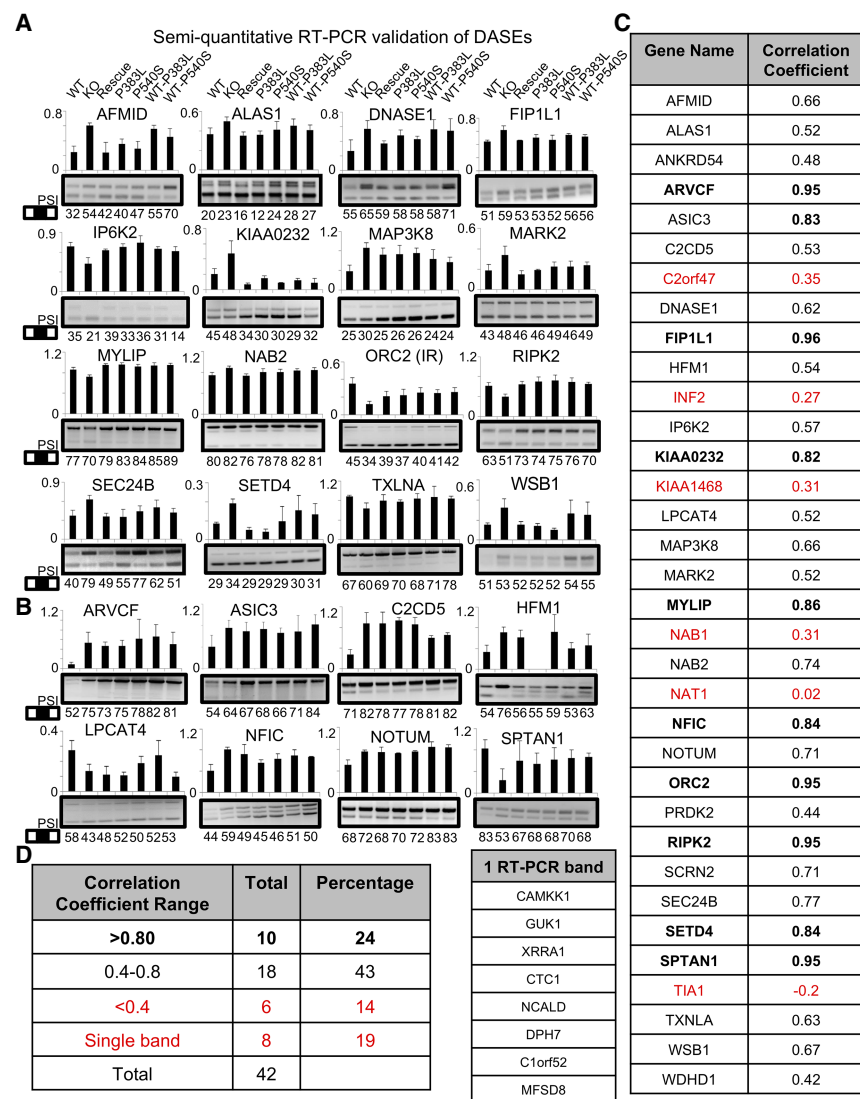 A
Semi-quantitative RT-PCR validation of DASEs
WT KO Rescue P383L P540S WT-P383L WT-P540S WT KO Rescue P383L P540S WT-P383L WT-P540S WT KO Rescue P383L P540S WT-P383L WT-P540S WT KO Rescue P383L P540S WT-P383L WT-P540S
AFMID ALAS1 DNASE1 FIP1L1
0.8 0 0.6 0 0.8 0 0.8 0
PSI
32 54 42 40 47 55 70
20 23 16 12 24 28 27
55 65 59 58 58 58 71
51 59 53 53 52 56 56
IP6K2 KIAA0232 MAP3K8 MARK2
0.9 0 0.8 0 1.2 0 0.6 0
PSI
35 21 39 33 36 31 14
45 48 34 30 30 29 32
25 30 25 26 26 24 24
43 48 46 46 49 46 49
MYLIP NAB2 ORC2 (IR) RIPK2
1.2 0 1.2 0 0.6 0 1.2 0
PSI
77 70 79 83 84 85 89
80 82 76 78 78 82 81
45 34 39 37 40 41 42
63 51 73 74 75 76 70
SEC24B SETD4 TXLNA WSB1
0.9 0 0.3 0 1.2 0 0.6 0
PSI
40 79 49 55 77 62 51
29 34 29 29 29 30 31
67 60 69 70 68 71 78
51 53 52 52 52 54 55
B
ARVCF ASIC3 C2CD5 HFM1
1.2 0 1.2 0 1.2 0 1.2 0
PSI
52 75 73 75 78 82 81
54 64 67 68 66 71 84
71 82 78 77 78 81 82
54 76 56 55 59 53 63
LPCAT4 NFIC NOTUM SPTAN1
0.4 0 1.2 0 1.2 0 1.2 0
PSI
58 43 48 52 50 52 53
44 59 49 45 46 51 50
68 72 68 70 72 83 83
83 53 67 68 68 70 68
C
Gene Name Correlation Coefficient
AFMID 0.66
ALAS1 0.52
ANKRD54 0.48
ARVCF 0.95
ASIC3 0.83
C2CD5 0.53
C2orf47 0.35
DNASE1 0.62
FIP1L1 0.96
HFM1 0.54
INF2 0.27
IP6K2 0.57
KIAA0232 0.82
KIAA1468 0.31
LPCAT4 0.52
MAP3K8 0.66
MARK2 0.52
MYLIP 0.86
NAB1 0.31
NAB2 0.74
NAT1 0.02
NFIC 0.84
NOTUM 0.71
ORC2 0.95
PRDK2 0.44
RIPK2 0.95
SCRN2 0.71
SEC24B 0.77
SETD4 0.84
SPTAN1 0.95
TIA1 -0.2
TXNLA 0.63
WSB1 0.67
WDHD1 0.42
D
Correlation Coefficient Range Total Percentage
>0.80 10 24
0.4-0.8 18 43
<0.4 6 14
Single band 8 19
Total 42
1 RT-PCR band
CAMKK1
GUK1
XRRA1
CTC1
NCALD
DPH7
C1orf52
MFSD8